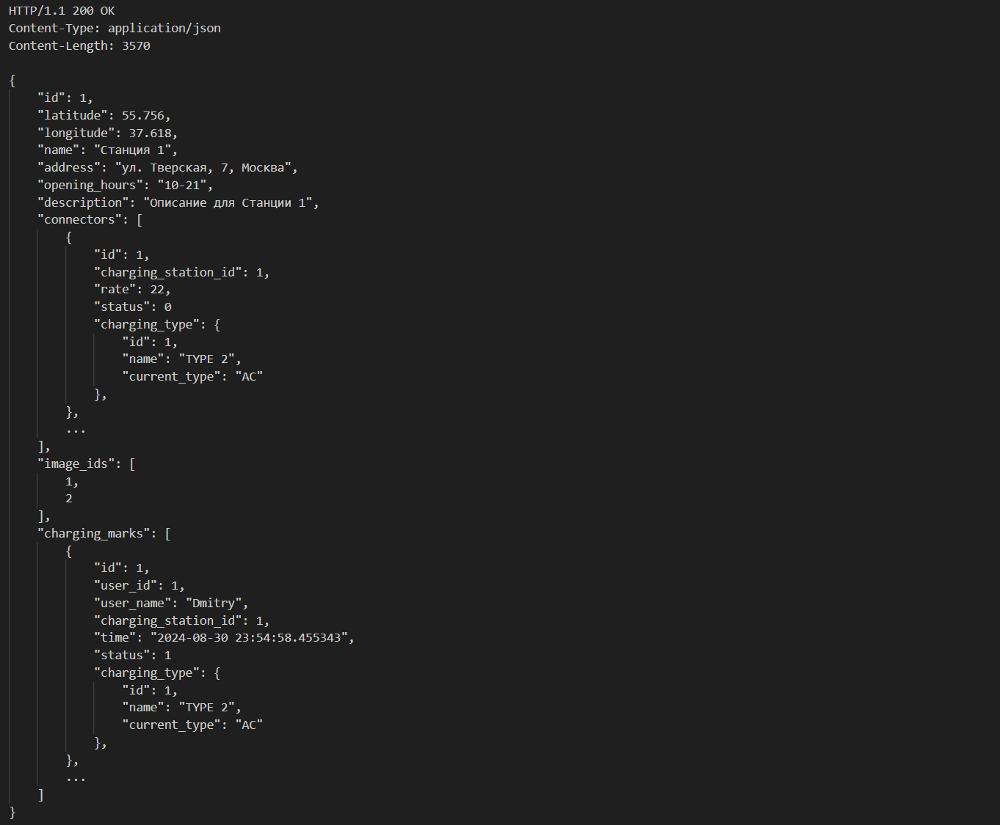 HTTP/1.1 200 OK
Content-Type: application/json
Content-Length: 3570

{
    "id": 1,
    "latitude": 55.756,
    "longitude": 37.618,
    "name": "Станция 1",
    "address": "ул. Тверская, 7, Москва",
    "opening_hours": "10-21",
    "description": "Описание для Станции 1",
    "connectors": [
        {
            "id": 1,
            "charging_station_id": 1,
            "rate": 22,
            "status": 0
            "charging_type": {
                "id": 1,
                "name": "TYPE 2",
                "current_type": "AC"
            },
        },
        ...
    ],
    "image_ids": [
        1,
        2
    ],
    "charging_marks": [
        {
            "id": 1,
            "user_id": 1,
            "user_name": "Dmitry",
            "charging_station_id": 1,
            "time": "2024-08-30 23:54:58.455343",
            "status": 1
            "charging_type": {
                "id": 1,
                "name": "TYPE 2",
                "current_type": "AC"
            },
        },
        ...
    ]
}